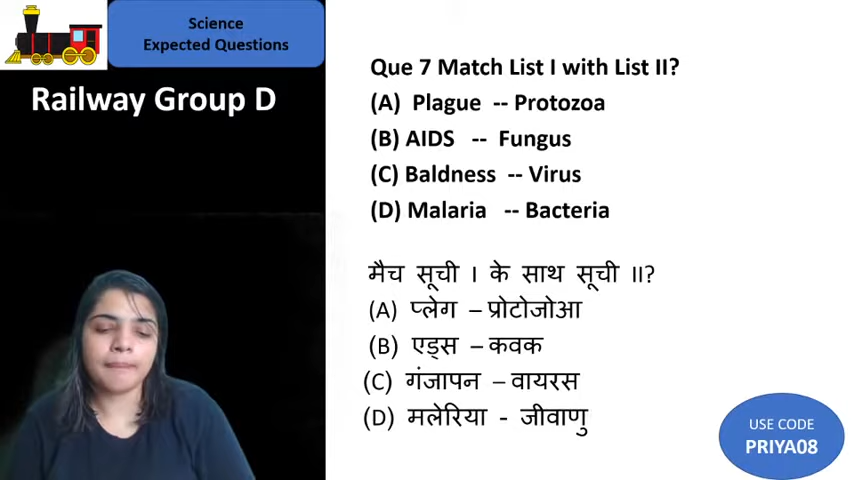 Science
Expected Questions
Railway Group D
Que 7 Match List I with List II?
(A) Plague -- Protozoa
(B) AIDS -- Fungus
(C) Baldness -- Virus
(D) Malaria -- Bacteria
मैच सूची I के साथ सूची II?
(A) प्लेग – प्रोटोजोआ
(B) एड्स – कवक
(C) गंजापन – वायरस
(D) मलेरिया - जीवाणु
USE CODE
PRIYA08